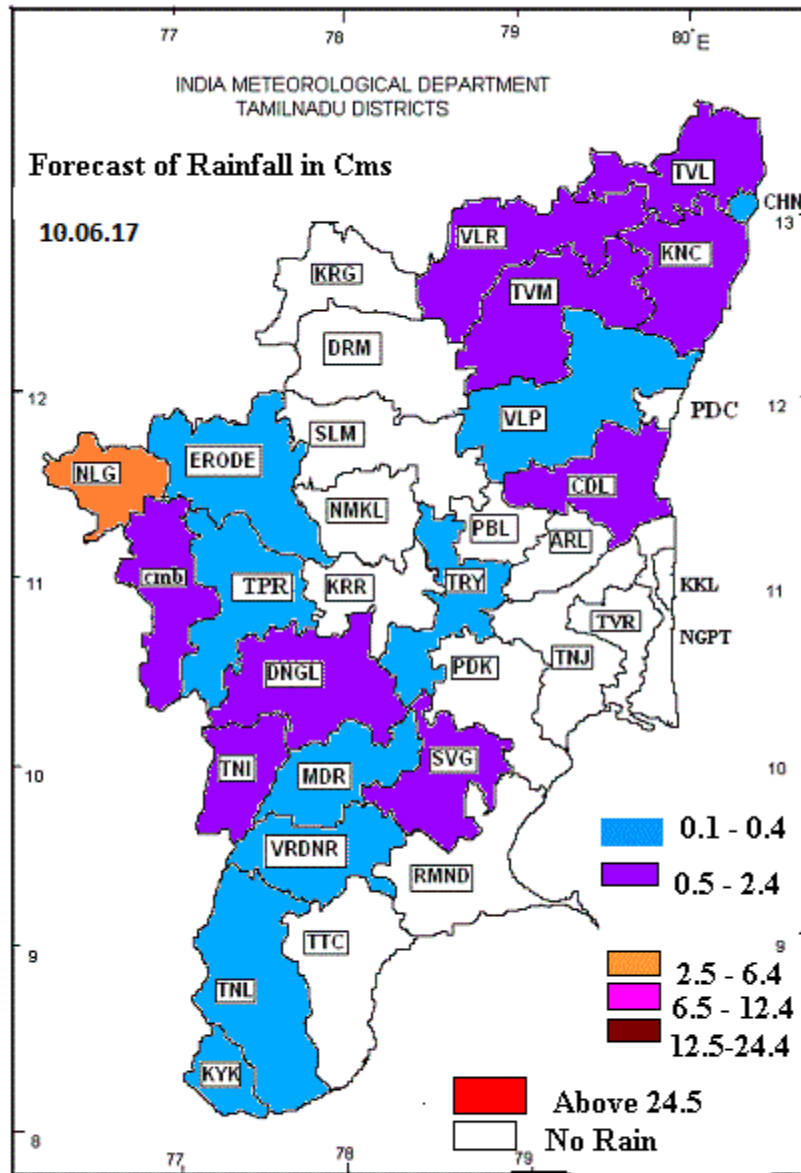 77 78 79 80°E
INDIA METEOROLOGICAL DEPARTMENT
TAMILNADU DISTRICTS
Forecast of Rainfall in Cms
TVL
CHN
10.06.17
VLR
13
KNC
KRG
TVM
DRM
12
12
VLP
PDC
SLM
ERODE
NLG
CDL
NMKL
PBL
ARL
11
cmb
TPR
KRR
TRY
KKL
11
TVR
NGPT
DNGL
PDK
TNJ
10
TNI
MDR
SVG
10
0.1 - 0.4
VRDNR
RMND
0.5 - 2.4
9
TTC
9
2.5 - 6.4
TNL
6.5 - 12.4
12.5-24.4
KYK
Above 24.5
8
No Rain
77 78 79